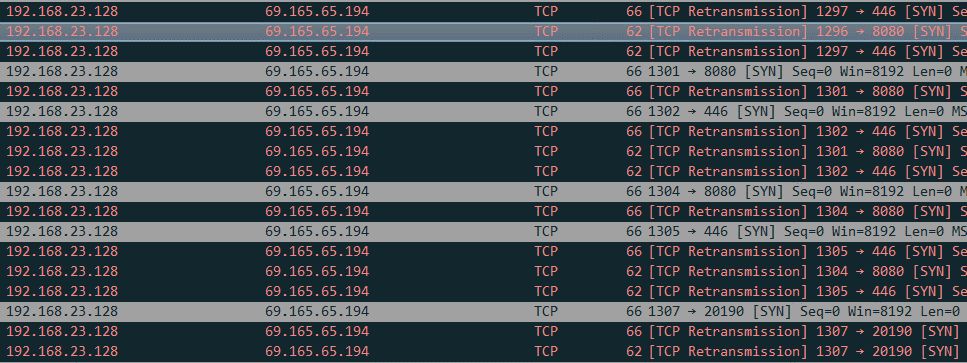 192.168.23.128 69.165.65.194 TCP 66 [TCP Retransmission] 1297 → 446 [SYN] Se
192.168.23.128 69.165.65.194 TCP 62 [TCP Retransmission] 1296 → 8080 [SYN] S
192.168.23.128 69.165.65.194 TCP 62 [TCP Retransmission] 1297 → 446 [SYN] Se
192.168.23.128 69.165.65.194 TCP 66 1301 → 8080 [SYN] Seq=0 Win=8192 Len=0 M
192.168.23.128 69.165.65.194 TCP 66 [TCP Retransmission] 1301 → 8080 [SYN] S
192.168.23.128 69.165.65.194 TCP 66 1302 → 446 [SYN] Seq=0 Win=8192 Len=0 MS
192.168.23.128 69.165.65.194 TCP 66 [TCP Retransmission] 1302 → 446 [SYN] Se
192.168.23.128 69.165.65.194 TCP 62 [TCP Retransmission] 1301 → 8080 [SYN] S
192.168.23.128 69.165.65.194 TCP 62 [TCP Retransmission] 1302 → 446 [SYN] Se
192.168.23.128 69.165.65.194 TCP 66 1304 → 8080 [SYN] Seq=0 Win=8192 Len=0 M
192.168.23.128 69.165.65.194 TCP 66 [TCP Retransmission] 1304 → 8080 [SYN] S
192.168.23.128 69.165.65.194 TCP 66 1305 → 446 [SYN] Seq=0 Win=8192 Len=0 MS
192.168.23.128 69.165.65.194 TCP 66 [TCP Retransmission] 1305 → 446 [SYN] Se
192.168.23.128 69.165.65.194 TCP 62 [TCP Retransmission] 1304 → 8080 [SYN] S
192.168.23.128 69.165.65.194 TCP 62 [TCP Retransmission] 1305 → 446 [SYN] Se
192.168.23.128 69.165.65.194 TCP 66 1307 → 20190 [SYN] Seq=0 Win=8192 Len=0
192.168.23.128 69.165.65.194 TCP 66 [TCP Retransmission] 1307 → 20190 [SYN]
192.168.23.128 69.165.65.194 TCP 62 [TCP Retransmission] 1307 → 20190 [SYN]